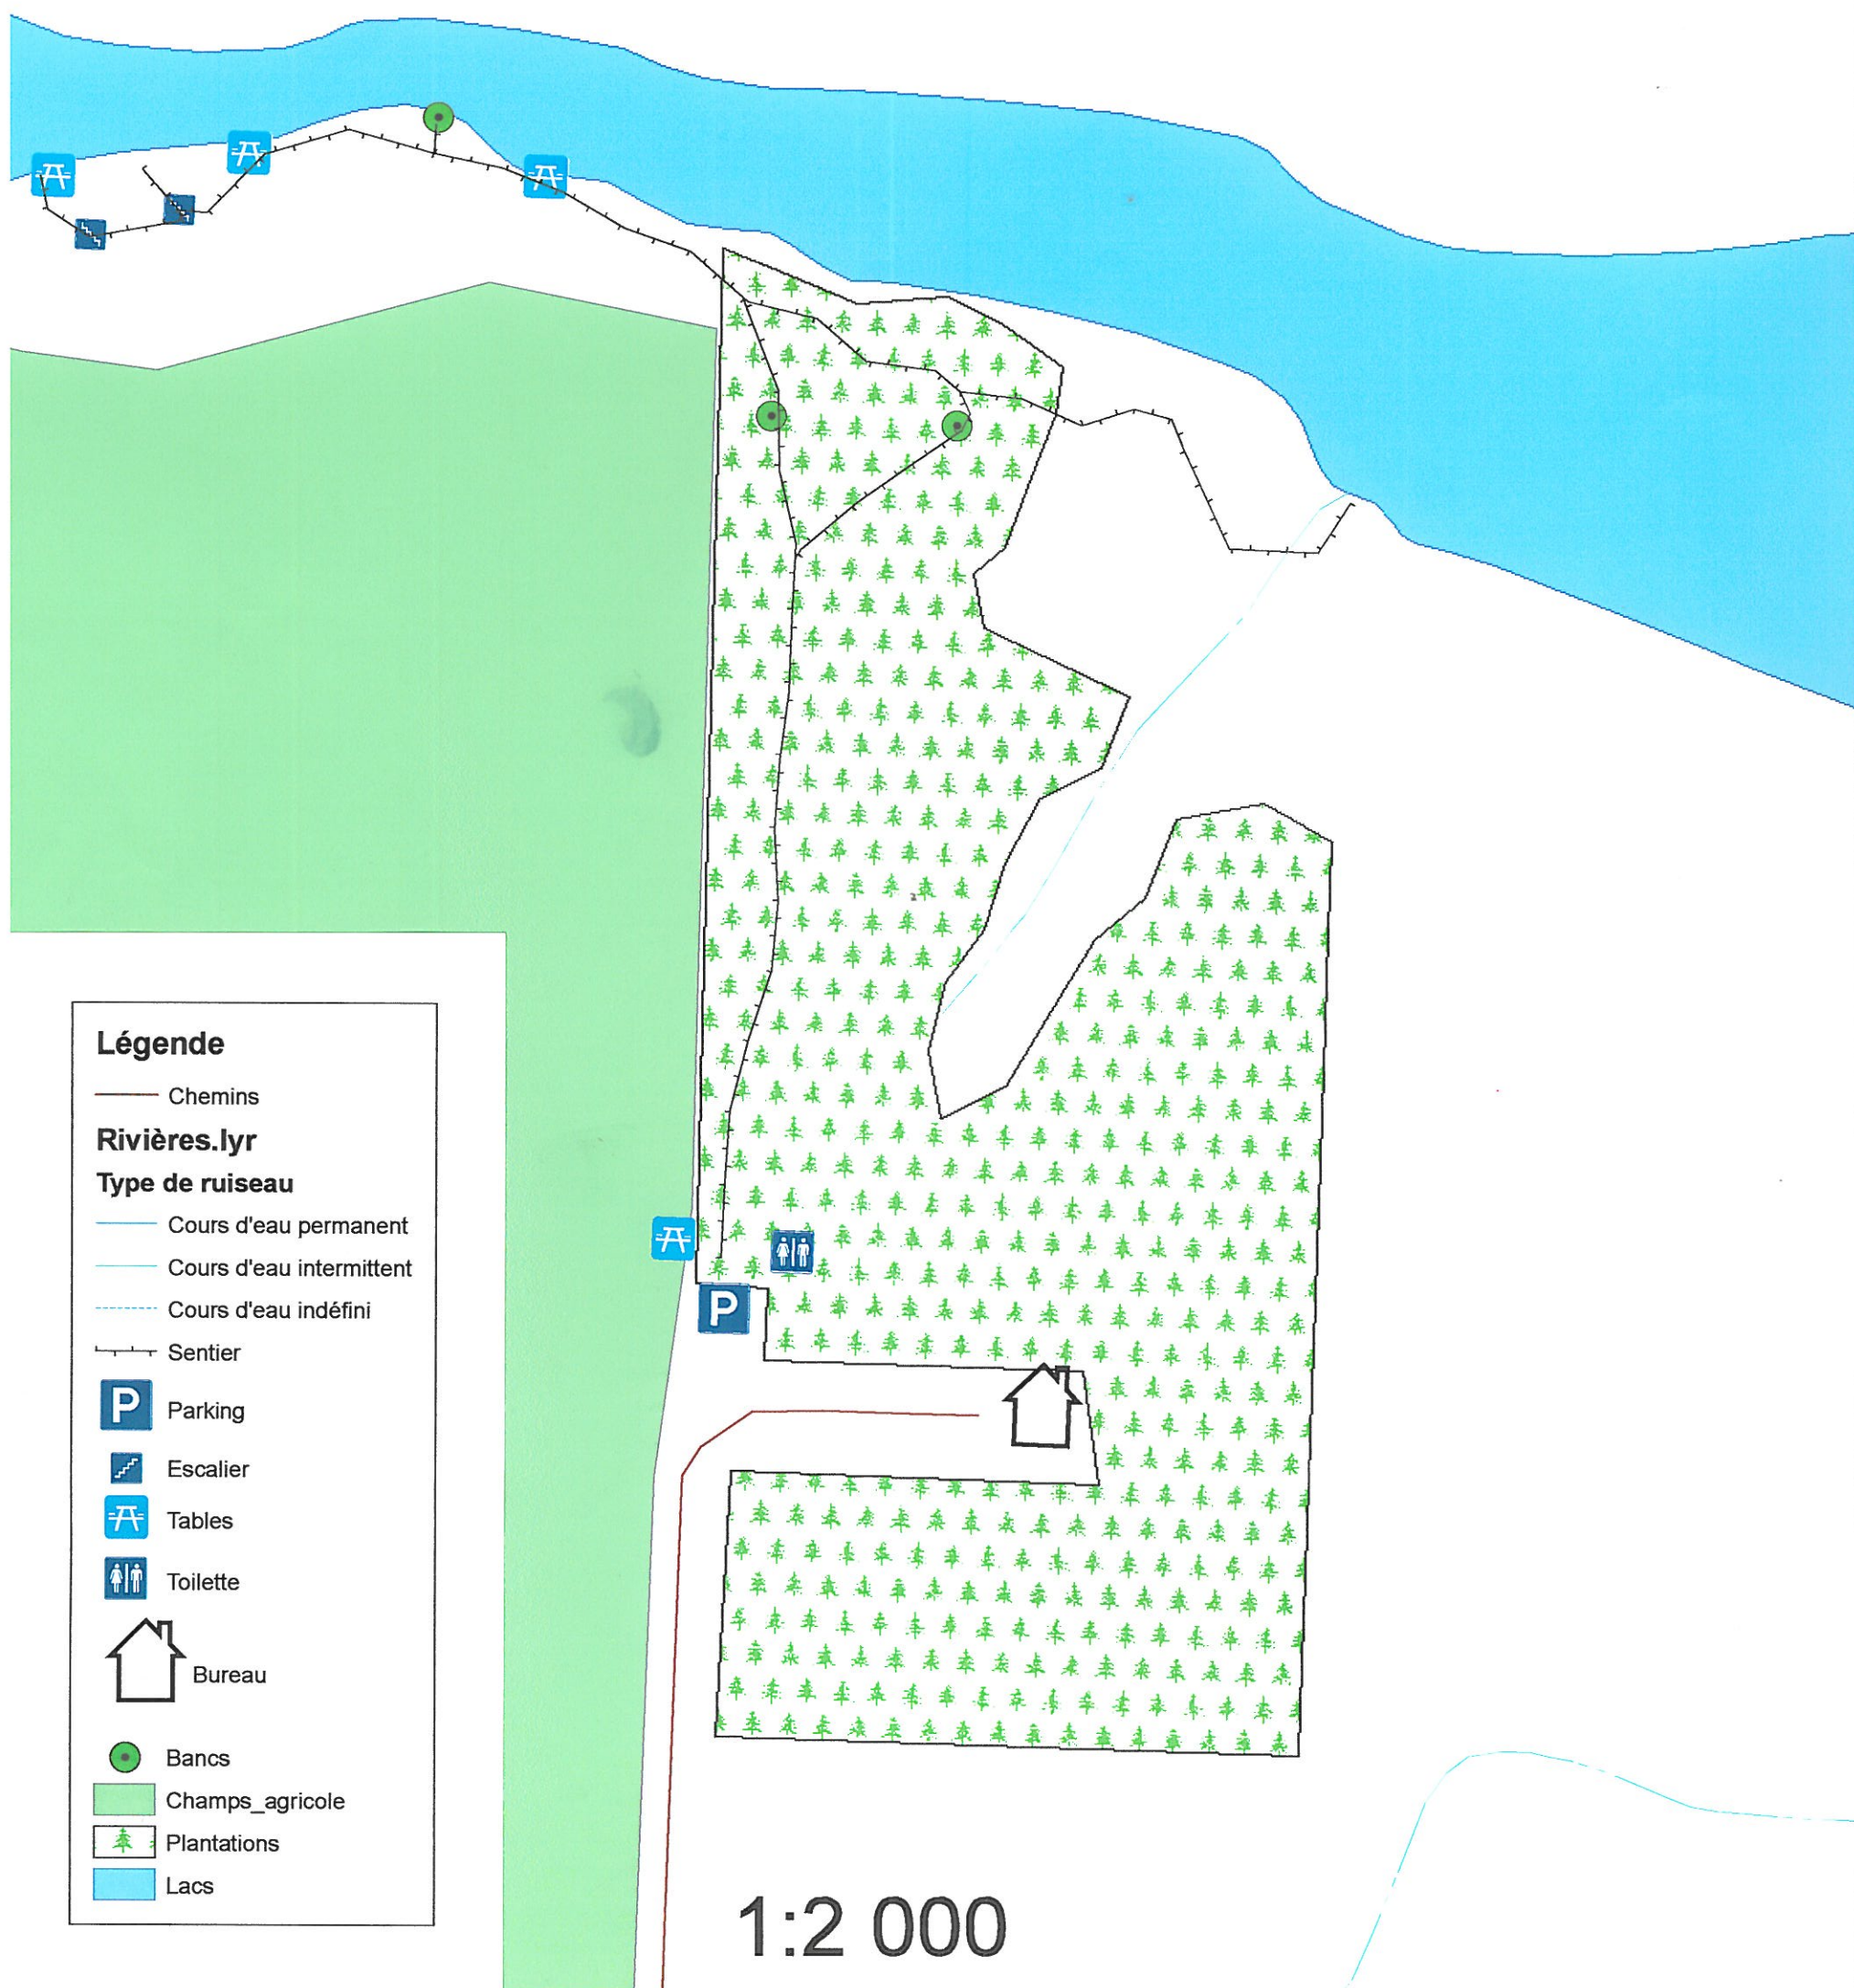 P
Légende
Chemins
Rivières.lyr
Type de ruiseau
Cours d'eau permanent
Cours d'eau intermittent
Cours d'eau indéfini
Sentier
P Parking
Escalier
Tables
Toilette
Bureau
Bancs
Champs_agricole
Plantations
Lacs
1:2 000